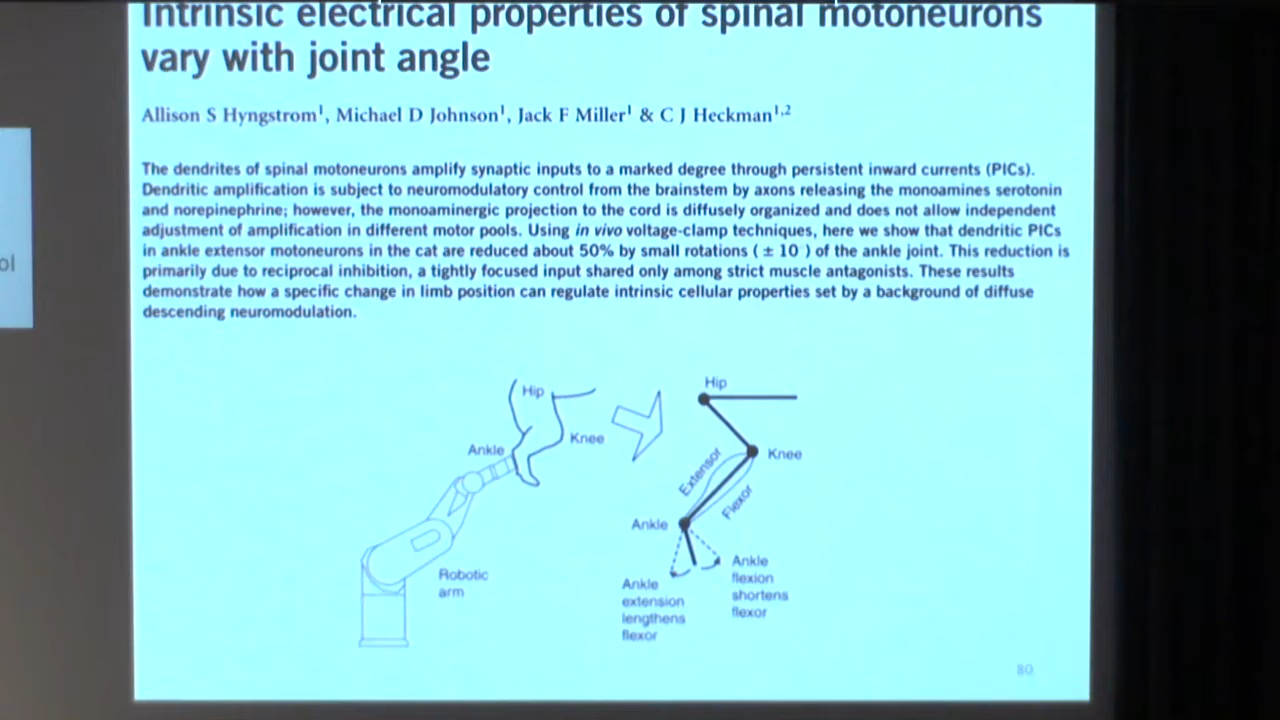 Intrinsic electrical properties of spinal motoneurons
vary with joint angle
Allison S Hyngstrom¹, Michael D Johnson¹, Jack F Miller¹ & C J Heckman¹,²
The dendrites of spinal motoneurons amplify synaptic inputs to a marked degree through persistent inward currents (PICs).
Dendritic amplification is subject to neuromodulatory control from the brainstem by axons releasing the monoamines serotonin
and norepinephrine; however, the monoaminergic projection to the cord is diffusely organized and does not allow independent
adjustment of amplification in different motor pools. Using in vivo voltage-clamp techniques, here we show that dendritic PICs
in ankle extensor motoneurons in the cat are reduced about 50% by small rotations ( ± 10 ) of the ankle joint. This reduction is
primarily due to reciprocal inhibition, a tightly focused input shared only among strict muscle antagonists. These results
demonstrate how a specific change in limb position can regulate intrinsic cellular properties set by a background of diffuse
descending neuromodulation.
ol
Hip
Knee
Ankle
Robotic
arm
Hip
Knee
Extensor
Flexor
Ankle
Ankle
extension
lengthens
flexor
Ankle
flexion
shortens
flexor
80